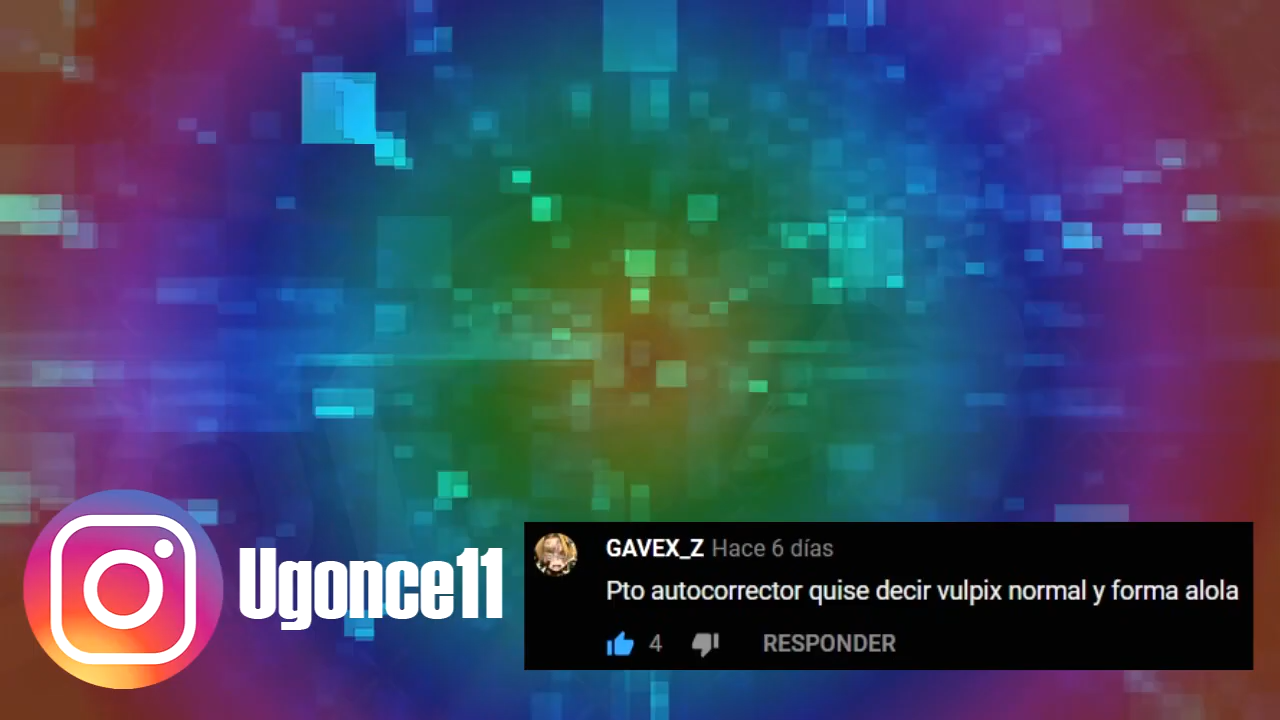 Ugonce11
GAVEX_Z Hace 6 días
Pto autocorrector quise decir vulpix normal y forma alola
4 RESPONDER